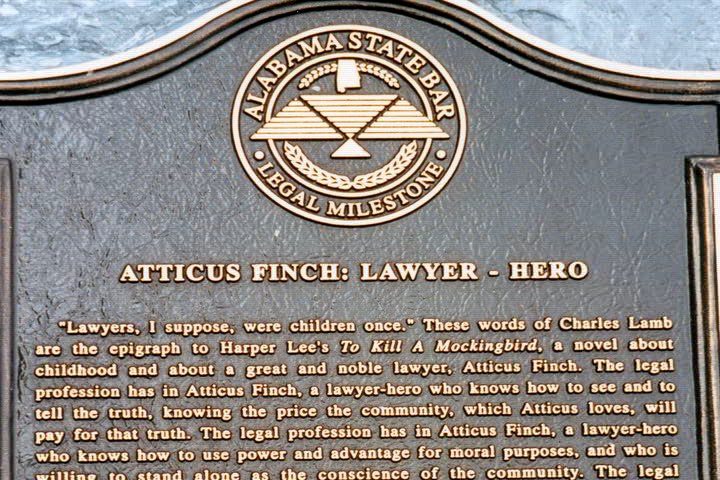 ALABAMA STATE BAR
LEGAL MILESTONE
ATTICUS FINCH: LAWYER - HERO
"Lawyers, I suppose, were children once." These words of Charles Lamb
are the epigraph to Harper Lee's To Kill A Mockingbird, a novel about
childhood and about a great and noble lawyer, Atticus Finch. The legal
profession has in Atticus Finch, a lawyer-hero who knows how to see and to
tell the truth, knowing the price the community, which Atticus loves, will
pay for that truth. The legal profession has in Atticus Finch, a lawyer-hero
who knows how to use power and advantage for moral purposes, and who is
willing to stand alone as the conscience of the community. The legal